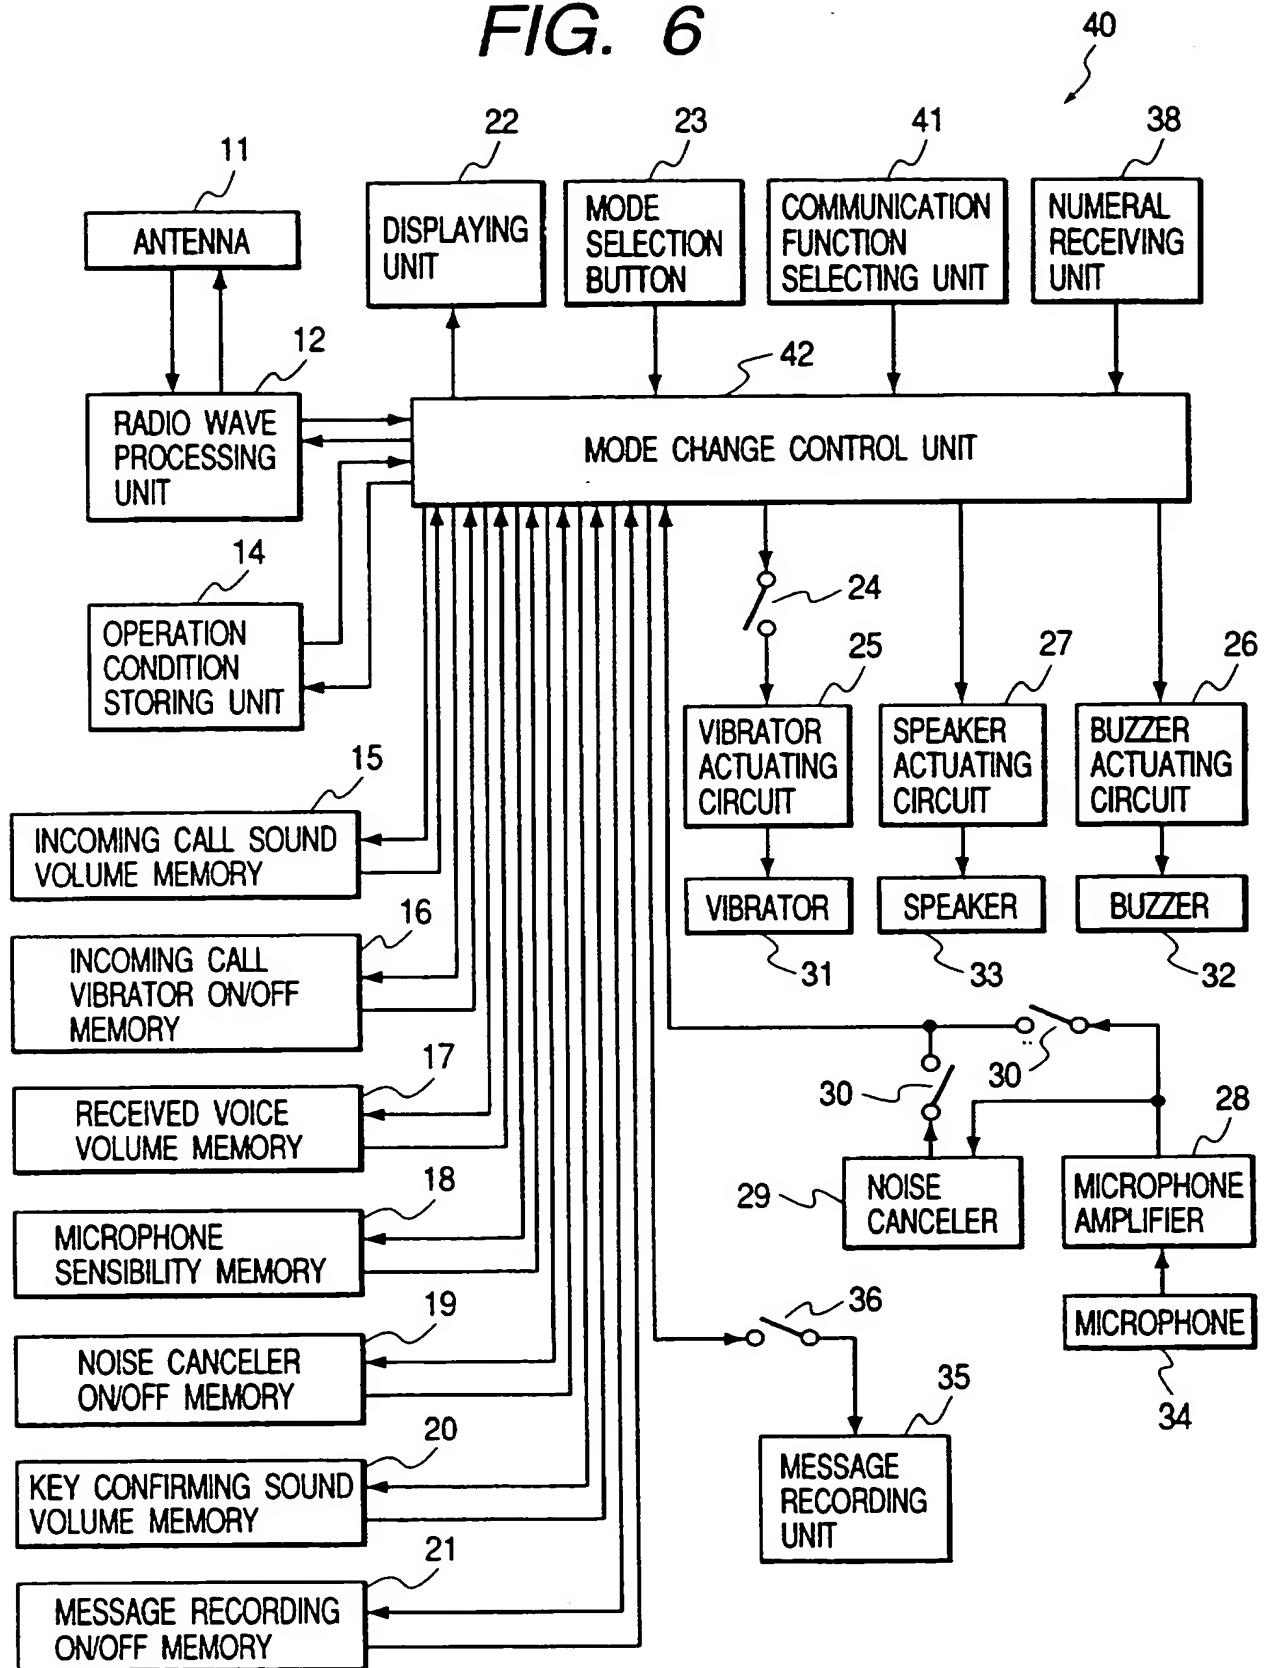 FIG. 6
40
22
23
41
38
11
DISPLAYING
UNIT
MODE
SELECTION
BUTTON
COMMUNICATION
FUNCTION
SELECTING UNIT
NUMERAL
RECEIVING
UNIT
ANTENNA
12
42
RADIO WAVE
PROCESSING
UNIT
MODE CHANGE CONTROL UNIT
14
24
OPERATION
CONDITION
STORING UNIT
25
27
26
VIBRATOR
ACTUATING
CIRCUIT
SPEAKER
ACTUATING
CIRCUIT
BUZZER
ACTUATING
CIRCUIT
15
INCOMING CALL SOUND
VOLUME MEMORY
VIBRATOR
SPEAKER
BUZZER
31
33
32
16
INCOMING CALL
VIBRATOR ON/OFF
MEMORY
30
30
17
RECEIVED VOICE
VOLUME MEMORY
28
29
NOISE
CANCELER
MICROPHONE
AMPLIFIER
18
MICROPHONE
SENSIBILITY MEMORY
36
MICROPHONE
34
19
NOISE CANCELER
ON/OFF MEMORY
35
MESSAGE
RECORDING
UNIT
20
KEY CONFIRMING SOUND
VOLUME MEMORY
21
MESSAGE RECORDING
ON/OFF MEMORY